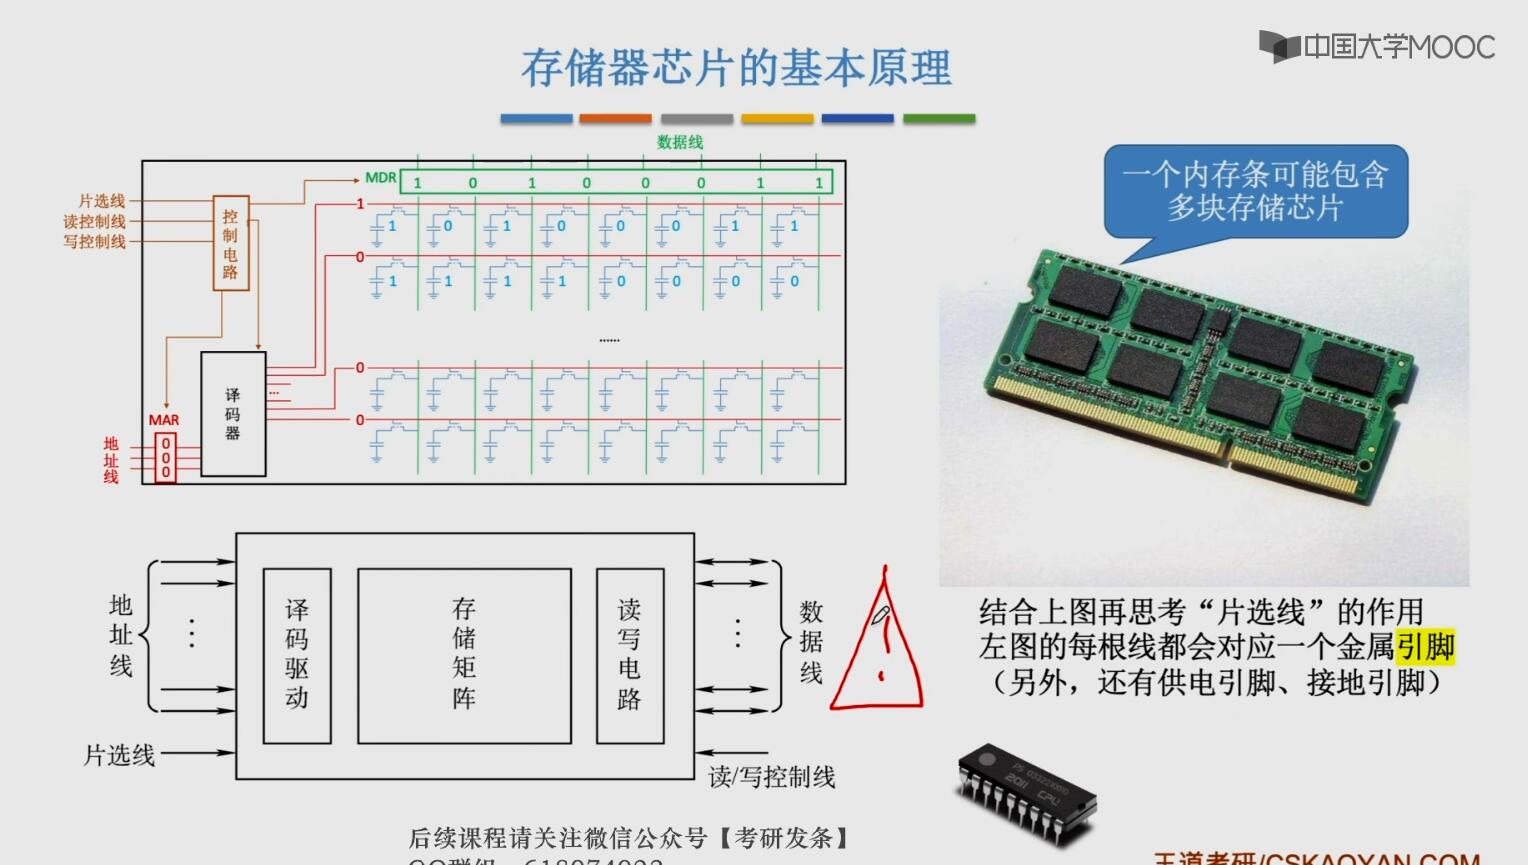 中国大学MOOC
存储器芯片的基本原理
数据线
MDR 1 0 1 0 0 0 1 1
片选线
读控制线
写控制线
控制电路
1
1 0 1 0 0 0 1 1
0
1 1 1 1 0 0 0 0
......
0
0
译码器
...
MAR
0
0
0
地址线
一个内存条可能包含
多块存储芯片
地址线
译码驱动
存储矩阵
读写电路
数据线
片选线
读/写控制线
结合上图再思考“片选线”的作用
左图的每根线都会对应一个金属引脚
（另外，还有供电引脚、接地引脚）
2011 CPU
后续课程请关注微信公众号【考研发条】
王道考研/CSKAOYAN.COM